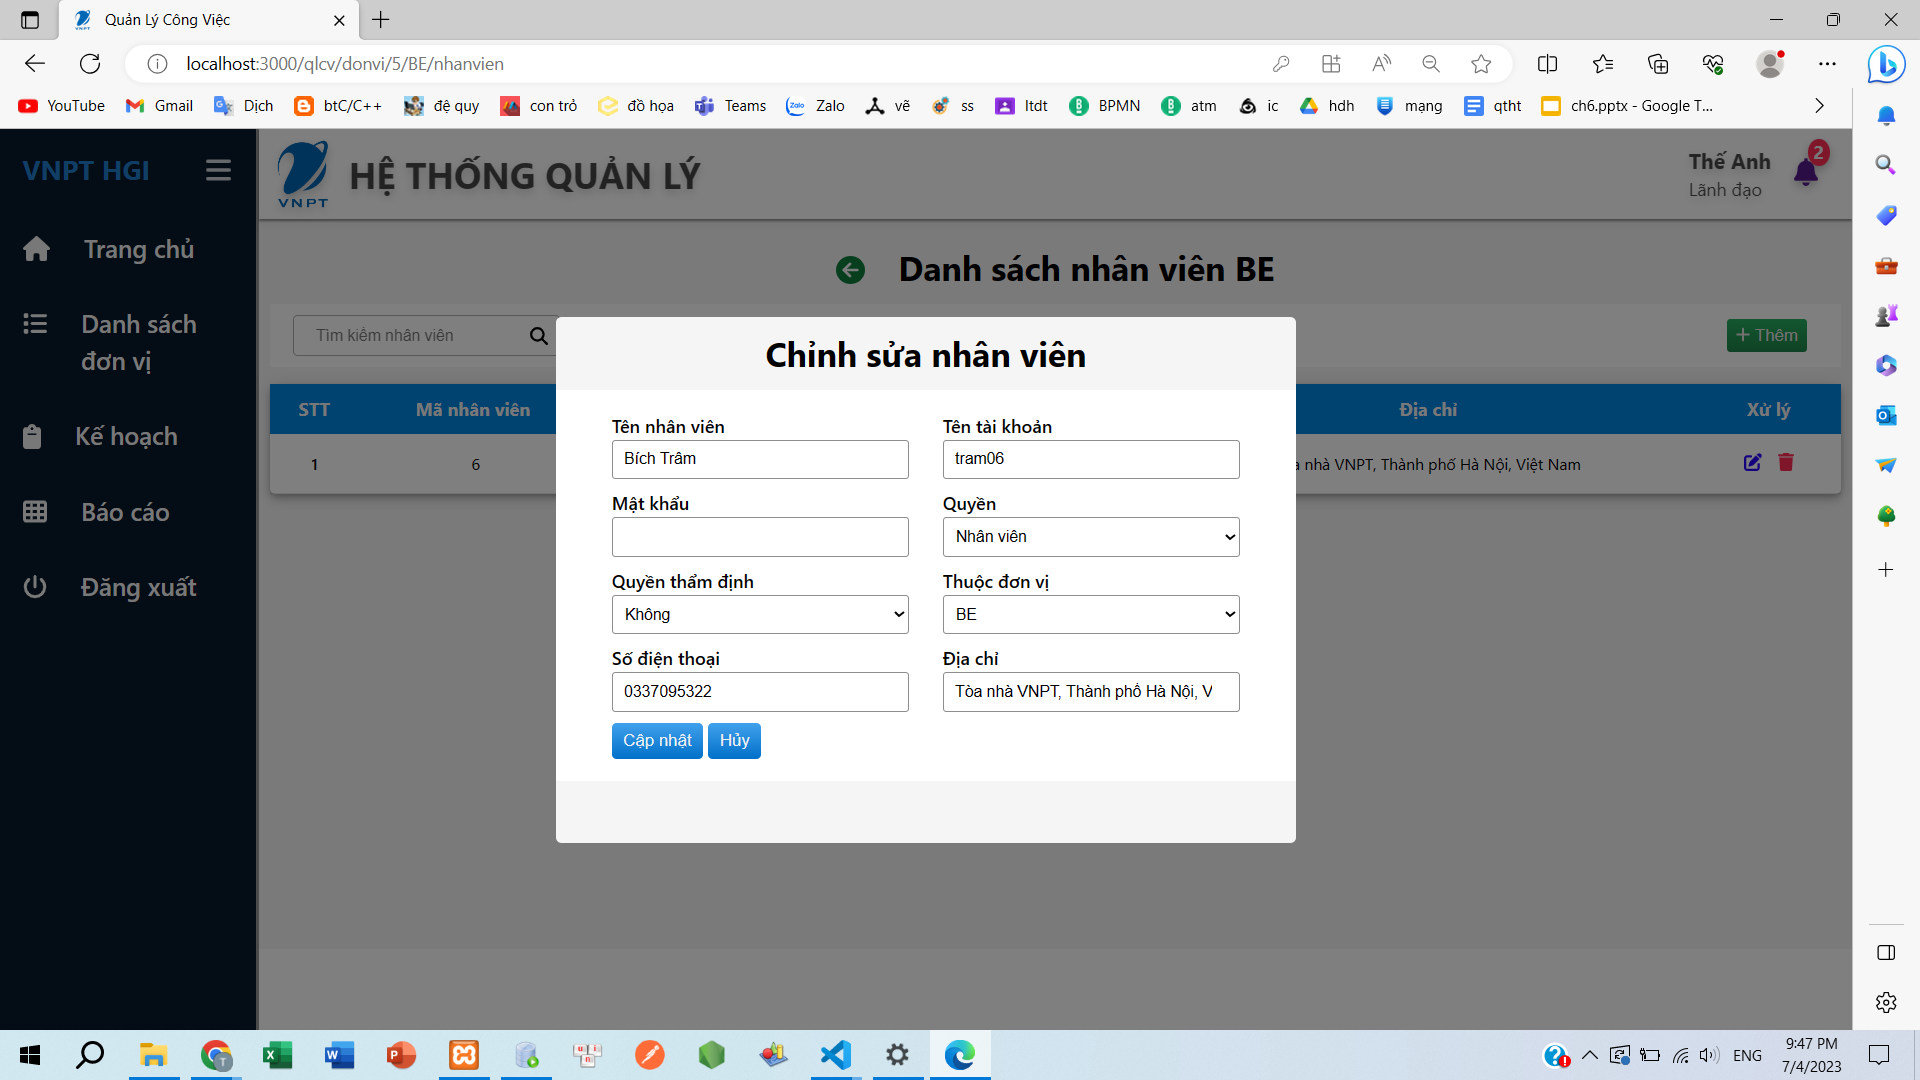 Quản Lý Công Việc
localhost:3000/qlcv/donvi/5/BE/nhanvien
YouTube
Gmail
Dịch
btC/C++
đệ quy
con trỏ
đồ họa
Teams
Zalo
vẽ
ss
ltdt
BPMN
atm
ic
hdh
mạng
qtht
ch6.pptx - Google T...
VNPT HGI
VNPT
HỆ THỐNG QUẢN LÝ
Thế Anh
Lãnh đạo
2
Trang chủ
Danh sách
đơn vị
Kế hoạch
Báo cáo
Đăng xuất
Danh sách nhân viên BE
Tìm kiếm nhân viên
+ Thêm
STT
Mã nhân viên
Địa chỉ
Xử lý
1
6
nhà VNPT, Thành phố Hà Nội, Việt Nam
Chỉnh sửa nhân viên
Tên nhân viên
Tên tài khoản
Bích Trâm
tram06
Mật khẩu
Quyền
Nhân viên
Quyền thẩm định
Thuộc đơn vị
Không
BE
Số điện thoại
Địa chỉ
0337095322
Tòa nhà VNPT, Thành phố Hà Nội, V
Cập nhật
Hủy
ENG
9:47 PM
7/4/2023